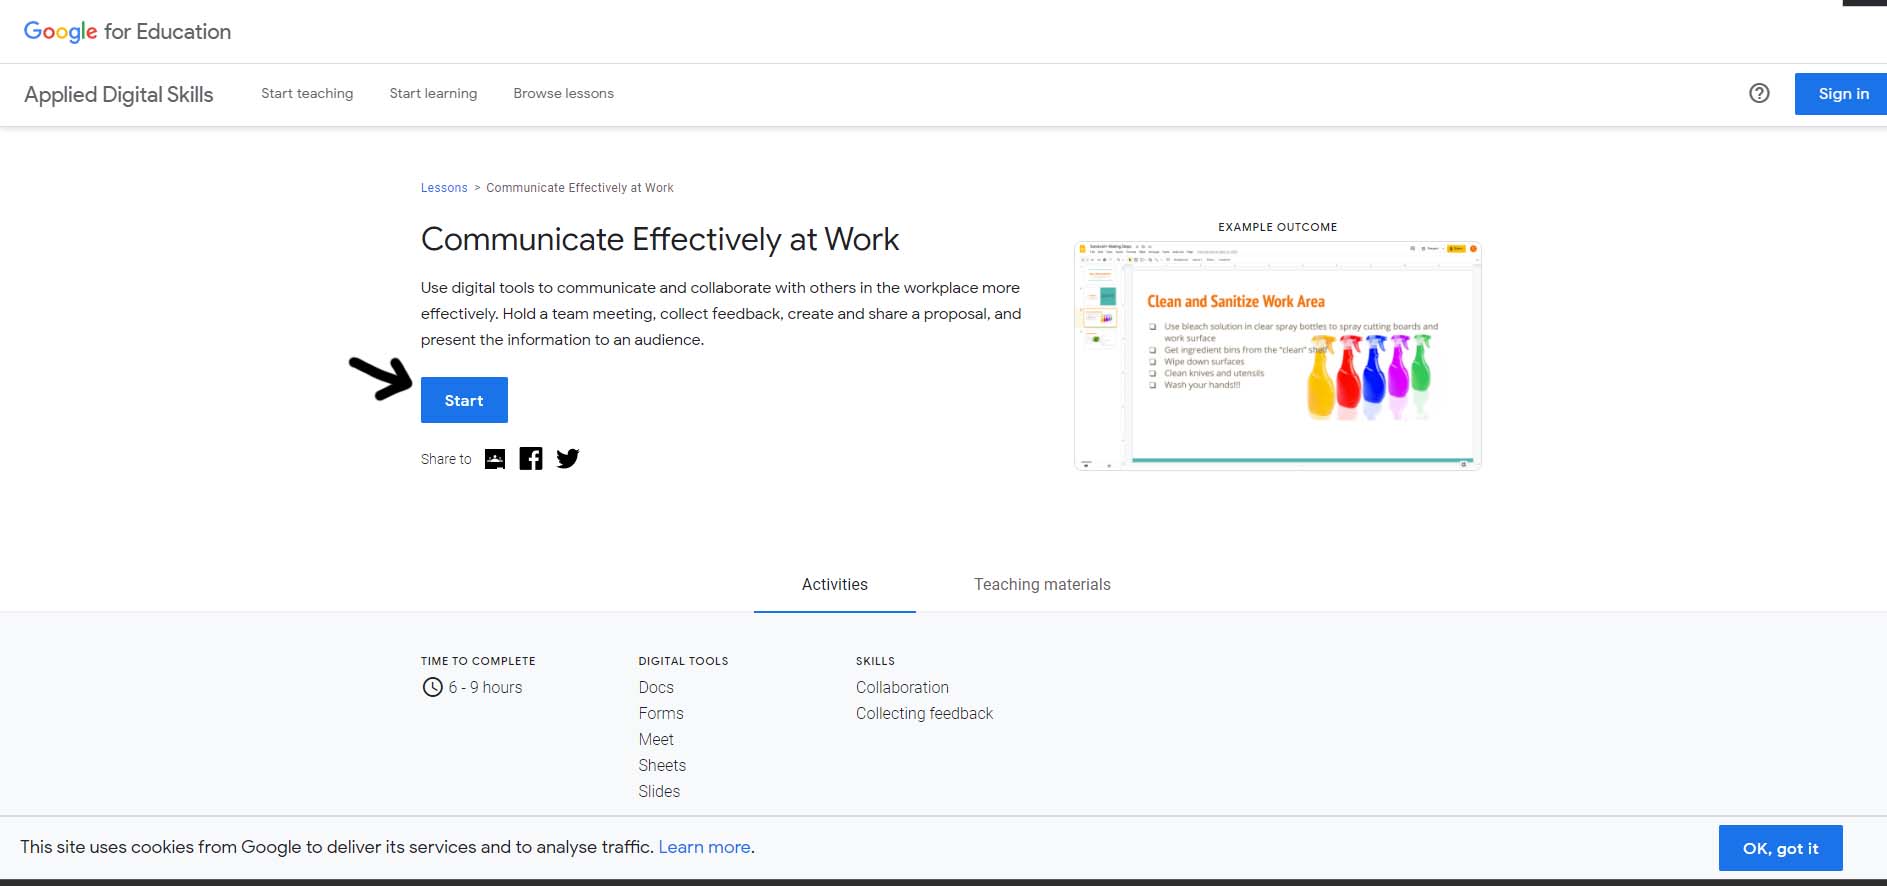 Google for Education
Applied Digital Skills
Start teaching
Start learning
Browse lessons
Sign in
Lessons > Communicate Effectively at Work
Communicate Effectively at Work
Use digital tools to communicate and collaborate with others in the workplace more
effectively. Hold a team meeting, collect feedback, create and share a proposal, and
present the information to an audience.
Start
Share to
EXAMPLE OUTCOME
Clean and Sanitize Work Area
Use bleach solution in clear spray bottles to spray cutting boards and
work surface
Get ingredient bins from the "clean" shelf
Wipe down surfaces
Clean knives and utensils
Wash your hands!!!
Activities
Teaching materials
TIME TO COMPLETE
6 - 9 hours
DIGITAL TOOLS
Docs
Forms
Meet
Sheets
Slides
SKILLS
Collaboration
Collecting feedback
This site uses cookies from Google to deliver its services and to analyse traffic. Learn more.
OK, got it